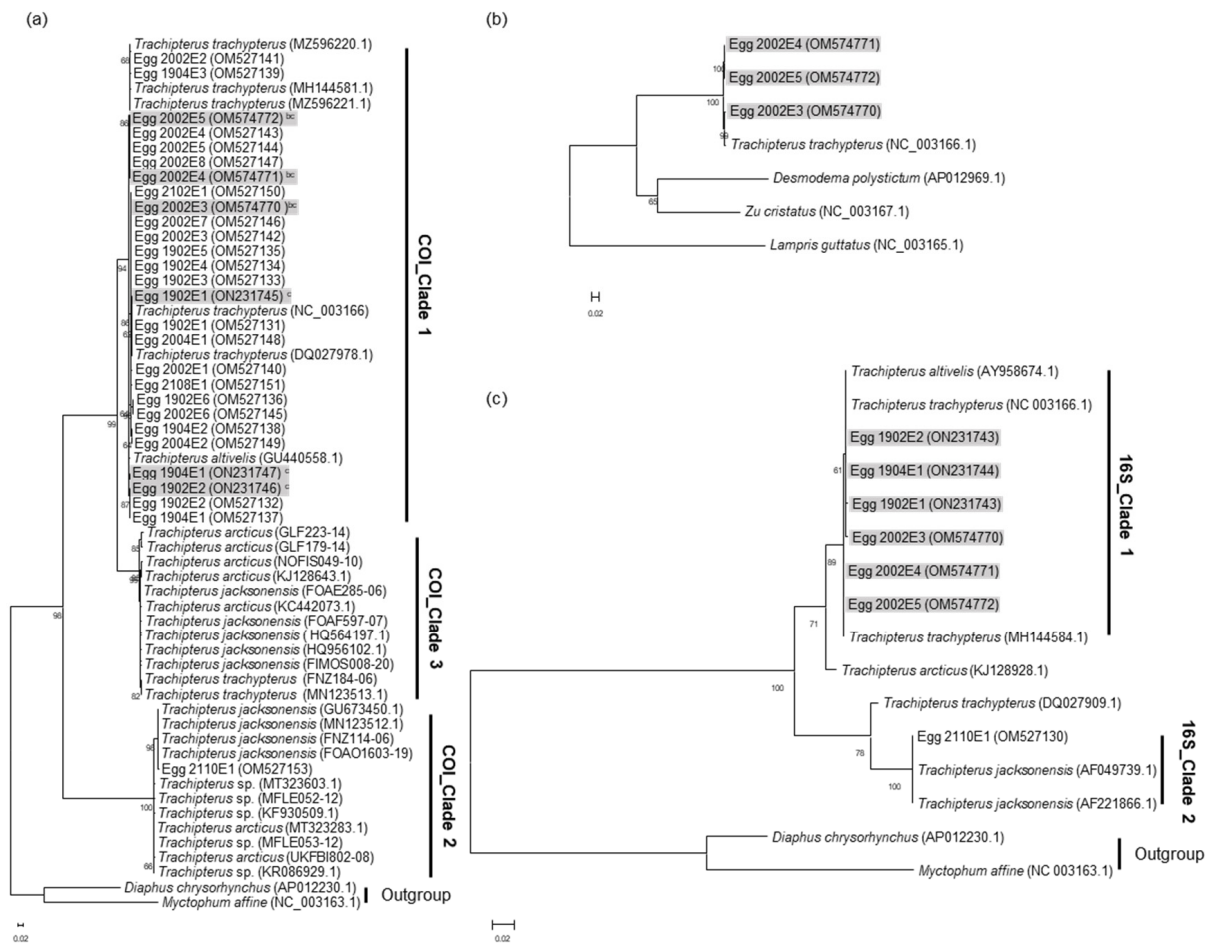 (a)
Trachipterus trachypterus (MZ596220.1)
Egg 2002E2 (OM527141)
1904E3 (OM527139)
Trachipterus trachypterus (MH144581.1)
Trachipterus trachypterus (MZ596221.1)
Egg 2002E5 (OM574772) bc
Egg 2002E4 (OM527143)
Egg 2002E5 (OM527144)
Egg 2002E8 (OM527147)
Egg 2002E4 (OM574771) bc
Egg 2102E1 (OM527150)
Egg 2002E3 (OM574770 ) bc
Egg 2002E7 (OM527146)
Egg 2002E3 (OM527142)
Egg 1902E5 (OM527135)
Egg 1902E4 (OM527134)
Egg 1902E3 (OM527133)
Egg 1902E1 (ON231745) c
Trachipterus trachypterus (NC_003166)
Egg 1902E1 (OM527131)
Egg 2004E1 (OM527148)
Trachipterus trachypterus (DQ027978.1)
Egg 2002E1 (OM527140)
Egg 2108E1 (OM527151)
Egg 1902E6 (OM527136)
Egg 2002E6 (OM527145)
Egg 1904E2 (OM527138)
Egg 2004E2 (OM527149)
Trachipterus altivelis (GU440558.1)
Egg 1904E1 (ON231747) c
Egg 1902E2 (ON231746) c
Egg 1902E2 (OM527132)
Egg 1904E1 (OM527137)
Trachipterus arcticus (GLF223-14)
Trachipterus arcticus (GLF179-14)
Trachipterus arcticus (NOFIS049-10)
Trachipterus arcticus (KJ128643.1)
Trachipterus jacksonensis (FOAE285-06)
Trachipterus arcticus (KC442073.1)
Trachipterus jacksonensis (FOAF597-07)
Trachipterus jacksonensis ( HQ564197.1)
Trachipterus jacksonensis (HQ956102.1)
Trachipterus jacksonensis (FIMOS008-20)
Trachipterus trachypterus (FNZ184-06)
Trachipterus trachypterus (MN123513.1)
Trachipterus jacksonensis (GU673450.1)
Trachipterus jacksonensis (MN123512.1)
Trachipterus jacksonensis (FNZ114-06)
Trachipterus jacksonensis (FOAO1603-19)
Egg 2110E1 (OM527153)
Trachipterus sp. (MT323603.1)
Trachipterus sp. (MFLE052-12)
Trachipterus sp. (KF930509.1)
Trachipterus arcticus (MT323283.1)
Trachipterus sp. (MFLE053-12)
Trachipterus arcticus (UKFBI802-08)
Trachipterus sp. (KR086929.1)
Diaphus chrysorhynchus (AP012230.1)
Myctophum affine (NC_003163.1)
COI_Clade 1
COI_Clade 3
COI_Clade 2
Outgroup
86
94
99
87
85
82
98
98
100
66
0.02
(b)
Egg 2002E4 (OM574771)
Egg 2002E5 (OM574772)
Egg 2002E3 (OM574770)
Trachipterus trachypterus (NC_003166.1)
Desmodema polystictum (AP012969.1)
Zu cristatus (NC_003167.1)
Lampris guttatus (NC_003165.1)
100
100
99
65
0.02
(c)
Trachipterus altivelis (AY958674.1)
Trachipterus trachypterus (NC 003166.1)
Egg 1902E2 (ON231743)
Egg 1904E1 (ON231744)
Egg 1902E1 (ON231743)
Egg 2002E3 (OM574770)
Egg 2002E4 (OM574771)
Egg 2002E5 (OM574772)
Trachipterus trachypterus (MH144584.1)
Trachipterus arcticus (KJ128928.1)
Trachipterus trachypterus (DQ027909.1)
Egg 2110E1 (OM527130)
Trachipterus jacksonensis (AF049739.1)
Trachipterus jacksonensis (AF221866.1)
Diaphus chrysorhynchus (AP012230.1)
Myctophum affine (NC 003163.1)
16S_Clade 1
16S_Clade 2
Outgroup
61
89
71
100
78
100
0.02